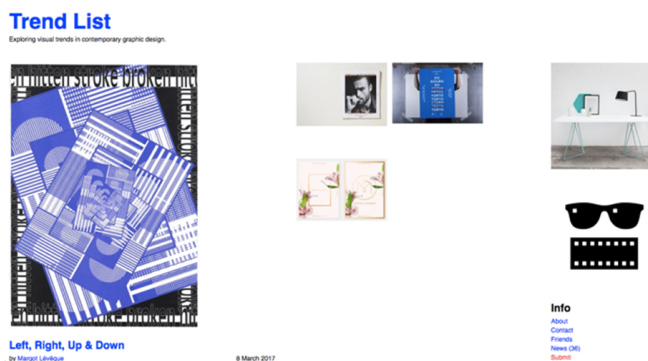 Trend List
Exploring visual trends in contemporary graphic design.
Left, Right, Up & Down
by Margot Lévêque
8 March 2017
Info
About
Contact
Friends
News (36)
Submit